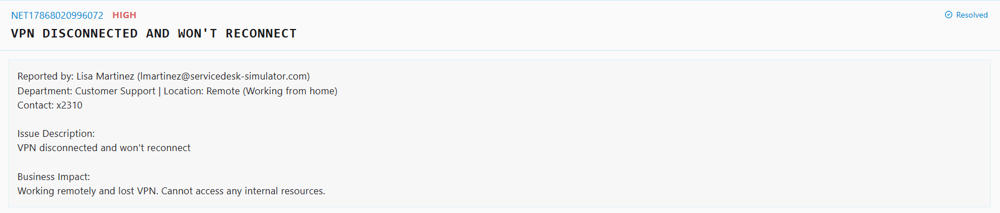 NET17868020996072 HIGH
Resolved
VPN DISCONNECTED AND WON'T RECONNECT
Reported by: Lisa Martinez (lmartinez@servicedesk-simulator.com)
Department: Customer Support | Location: Remote (Working from home)
Contact: x2310
Issue Description:
VPN disconnected and won't reconnect
Business Impact:
Working remotely and lost VPN. Cannot access any internal resources.